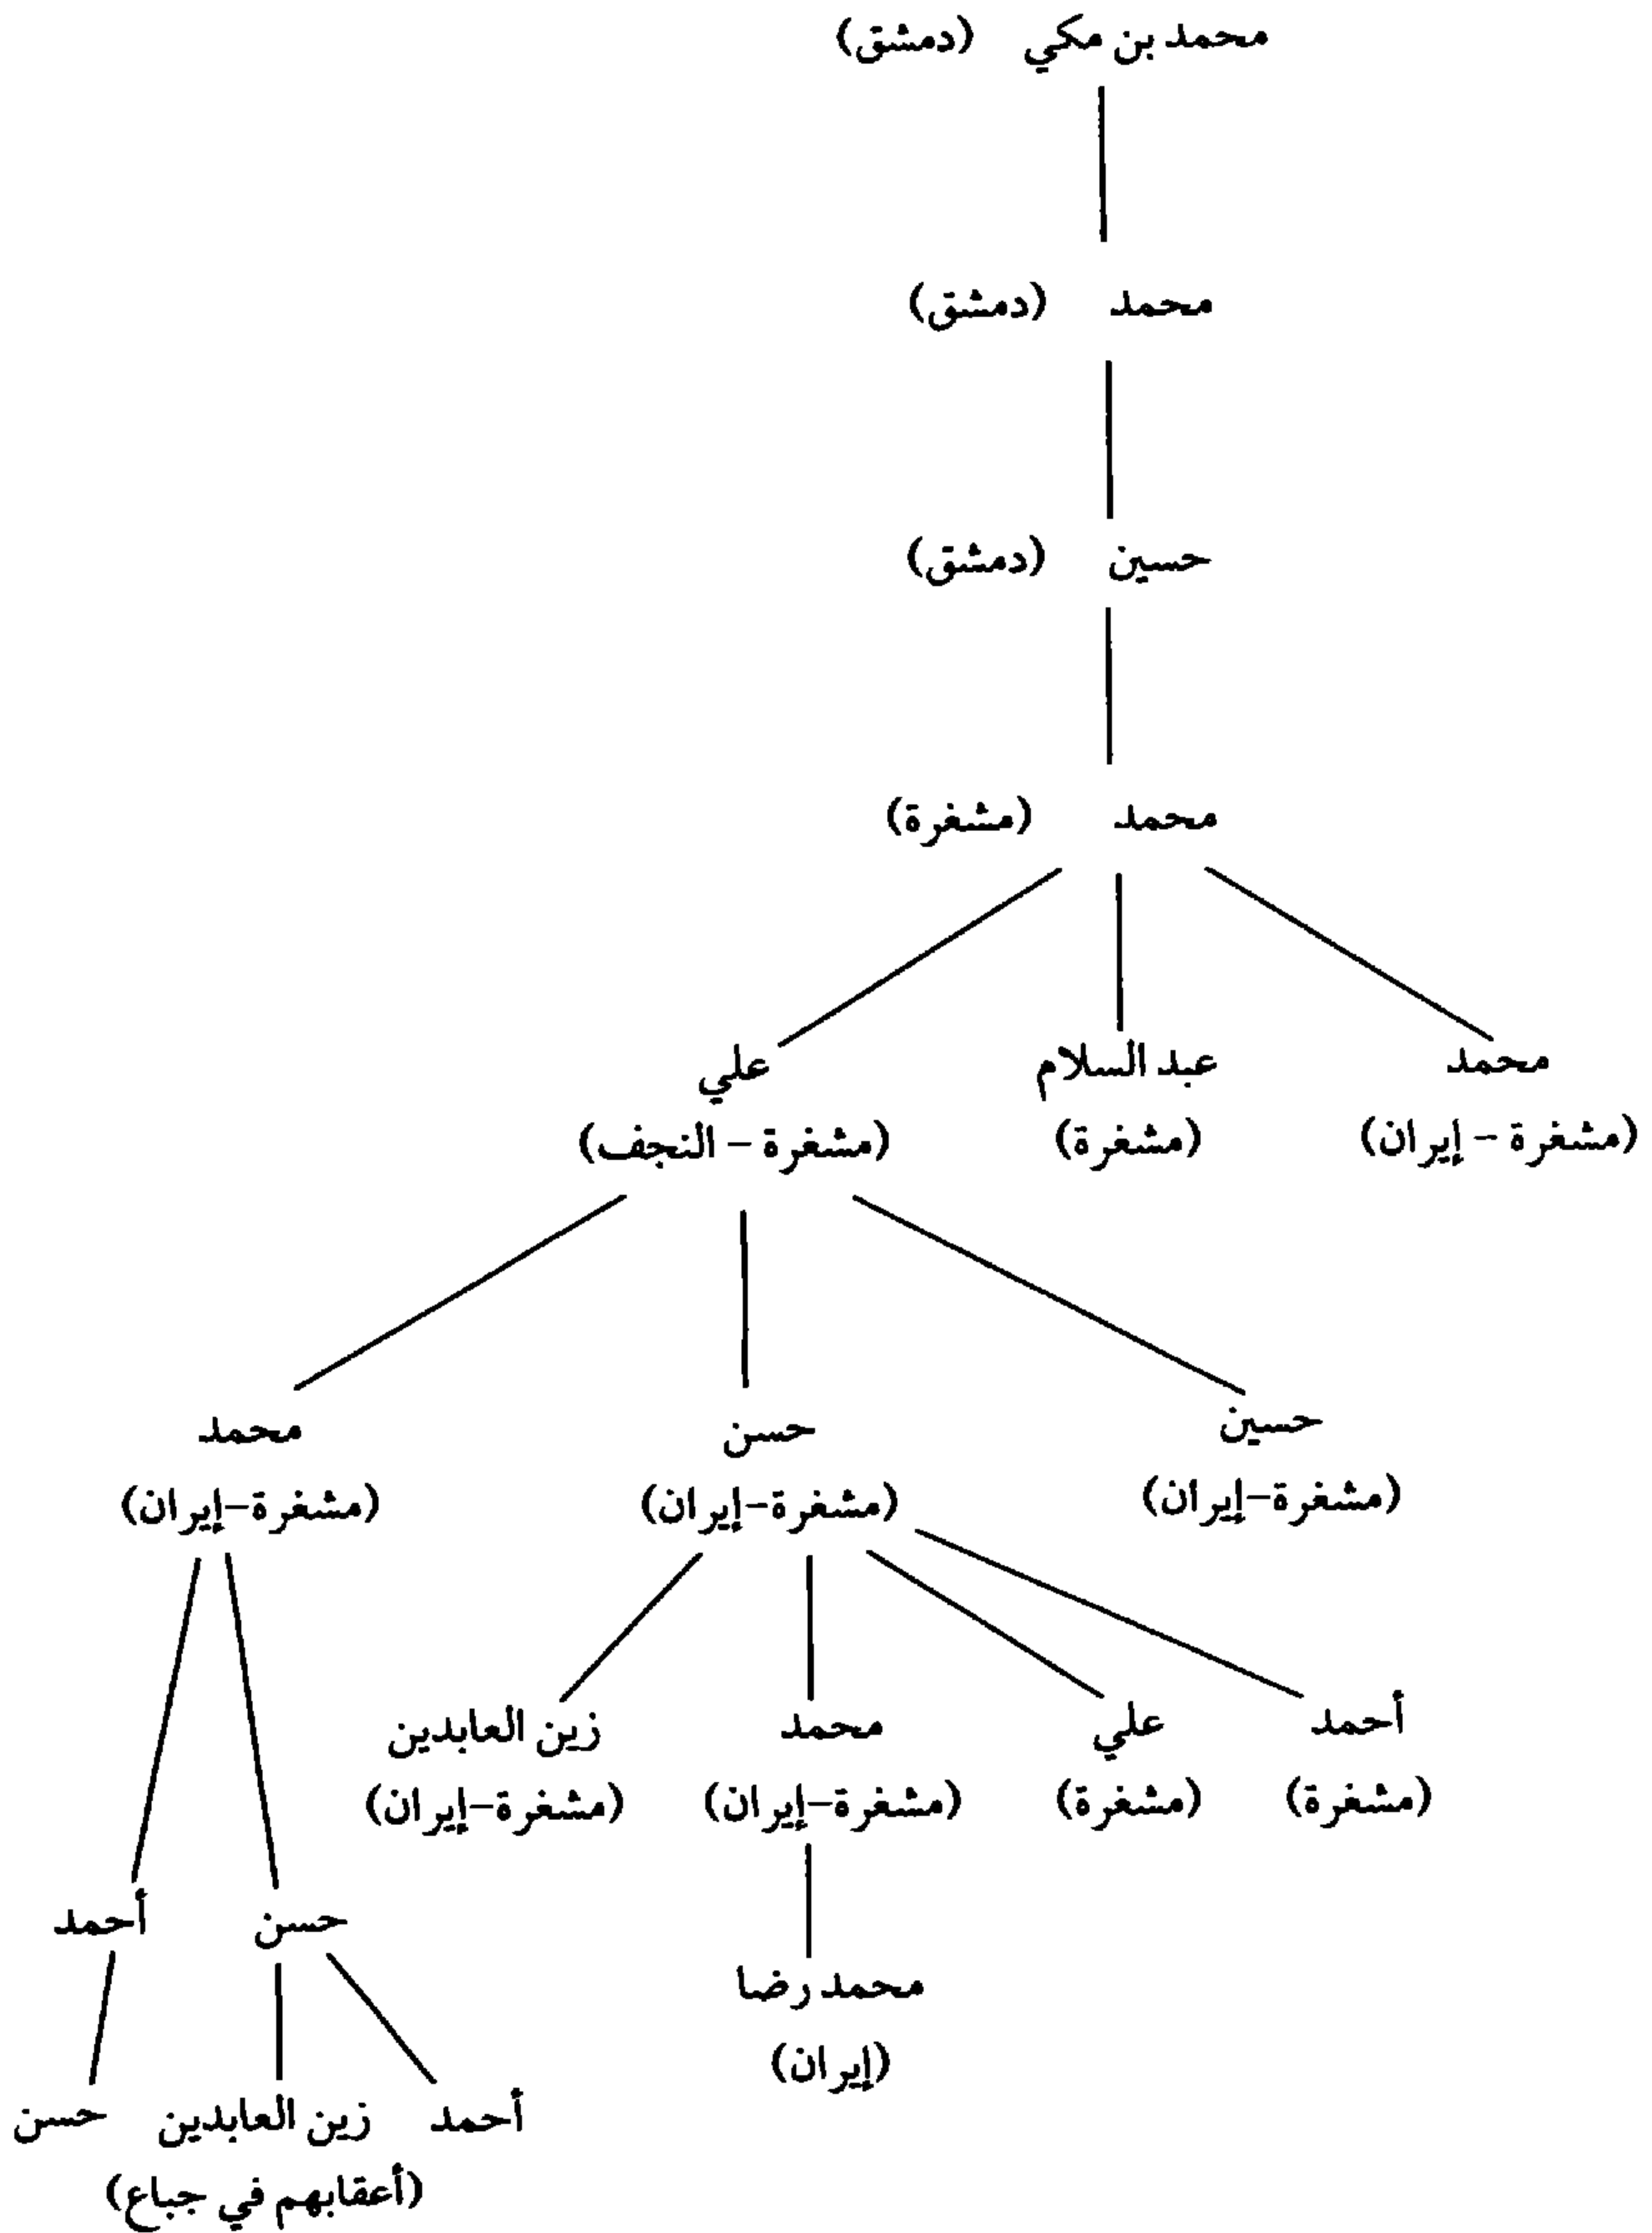 محمد بن مكي (دمشق)
محمد (دمشق)
حسين (دمشق)
محمد (مشغرة)
محمد عبد السلام علي
(مشغرة – إيران) (مشغرة) (مشغرة – النجف)
حسين حسن محمد
(مشغرة–إيران) (مشغرة–إيران) (مشغرة–إيران)
أحمد علي محمد زين العابدين
(مشغرة) (مشغرة) (مشغرة–إيران) (مشغرة–إيران)
حسن أحمد
محمد رضا
(إيران)
أحمد زين العابدين حسن
(أعقابهم في جباع)